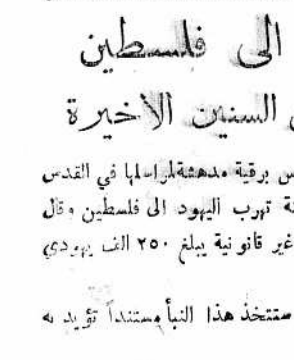 الى فلسطين
السنين الاخيرة
برقية مدهشة لمراسلها في القدس
تهرب اليهود الى فلسطين وقال
غير قانونية يبلغ ٢٥٠ الف يهودي
ستتخذ هذا النبأ مستنداً تؤيد به